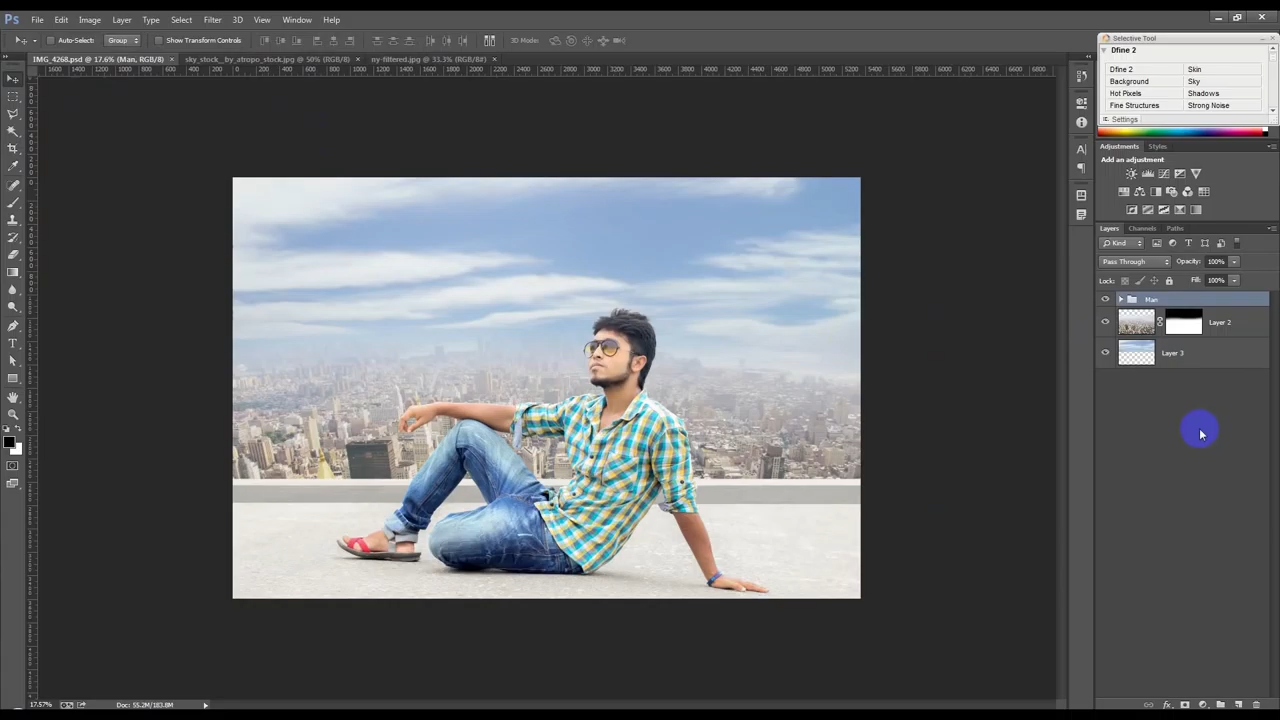 Ps File Edit Image Layer Type Select Filter 3D View Window Help
Auto-Select: Group Show Transform Controls 3D Mode:
IMG_4268.psd @ 17.6% (Man, RGB/8) × sky_stock__by_atropo_stock.jpg @ 50% (RGB/8) × ny-filtered.jpg @ 33.3% (RGB/8#) ×
Selective Tool
Dfine 2
Dfine 2 Skin
Background Sky
Hot Pixels Shadows
Fine Structures Strong Noise
Settings
Adjustments Styles
Add an adjustment
Layers Channels Paths
Kind
Pass Through Opacity: 100%
Lock: Fill: 100%
Man
Layer 2
Layer 3
17.57% Doc: 55.2M/183.8M